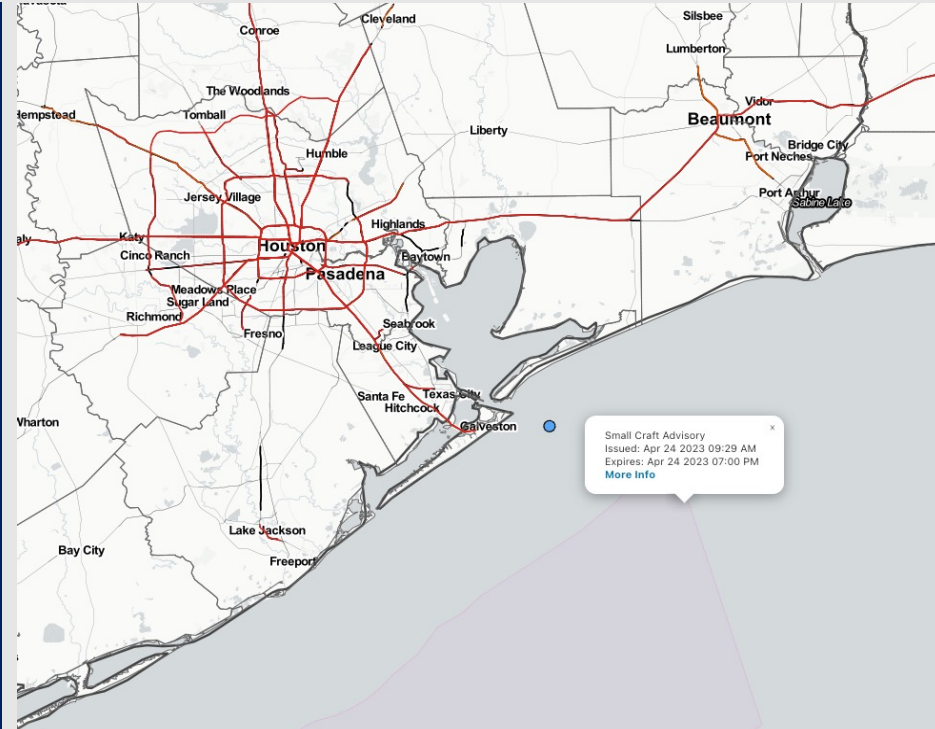 Cleveland
Silsbee
Conroe
Lumberton
The Woodlands
Hempstead
Tomball
Vidor
Beaumont
Liberty
Bridge City
Port Neches
Humble
Jersey Village
Port Arthur
Sabine Lake
Highlands
Katy
Houston
Cinco Ranch
Baytown
Pasadena
Meadows Place
Sugar Land
Richmond
Seabrook
Fresno
League City
Santa Fe
Texas City
Hitchcock
Wharton
Galveston
Small Craft Advisory
×
Issued: Apr 24 2023 09:29 AM
Expires: Apr 24 2023 07:00 PM
More Info
Lake Jackson
Bay City
Freeport